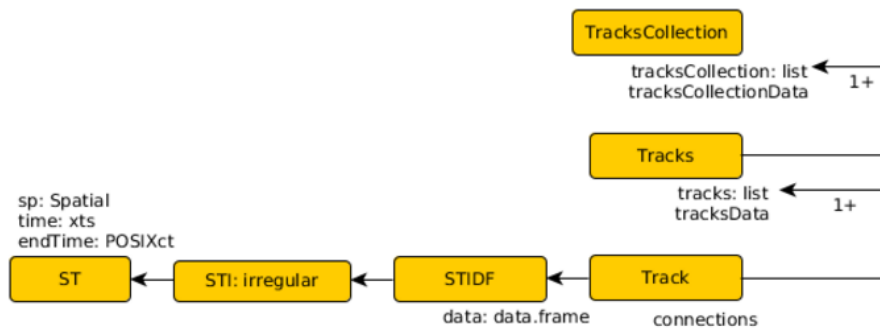 TracksCollection
tracksCollection: list
tracksCollectionData
1+
Tracks
tracks: list
tracksData
1+
sp: Spatial
time: xts
endTime: POSIXct
ST
STI: irregular
STIDF
Track
data: data.frame
connections